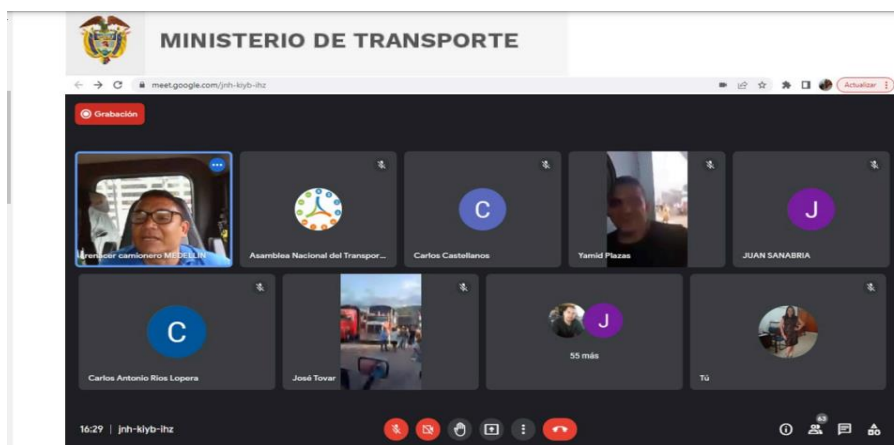 MINISTERIO DE TRANSPORTE
meet.google.com/jnh-kiyb-ihz
Actualizar
Grabación
renacer camionero MEDELLIN
Asamblea Nacional del Transpor...
Carlos Castellanos
Yamid Plazas
JUAN SANABRIA
C
J
Carlos Antonio Rios Lopera
José Tovar
55 más
Tú
C
J
16:29 | jnh-kiyb-ihz
63